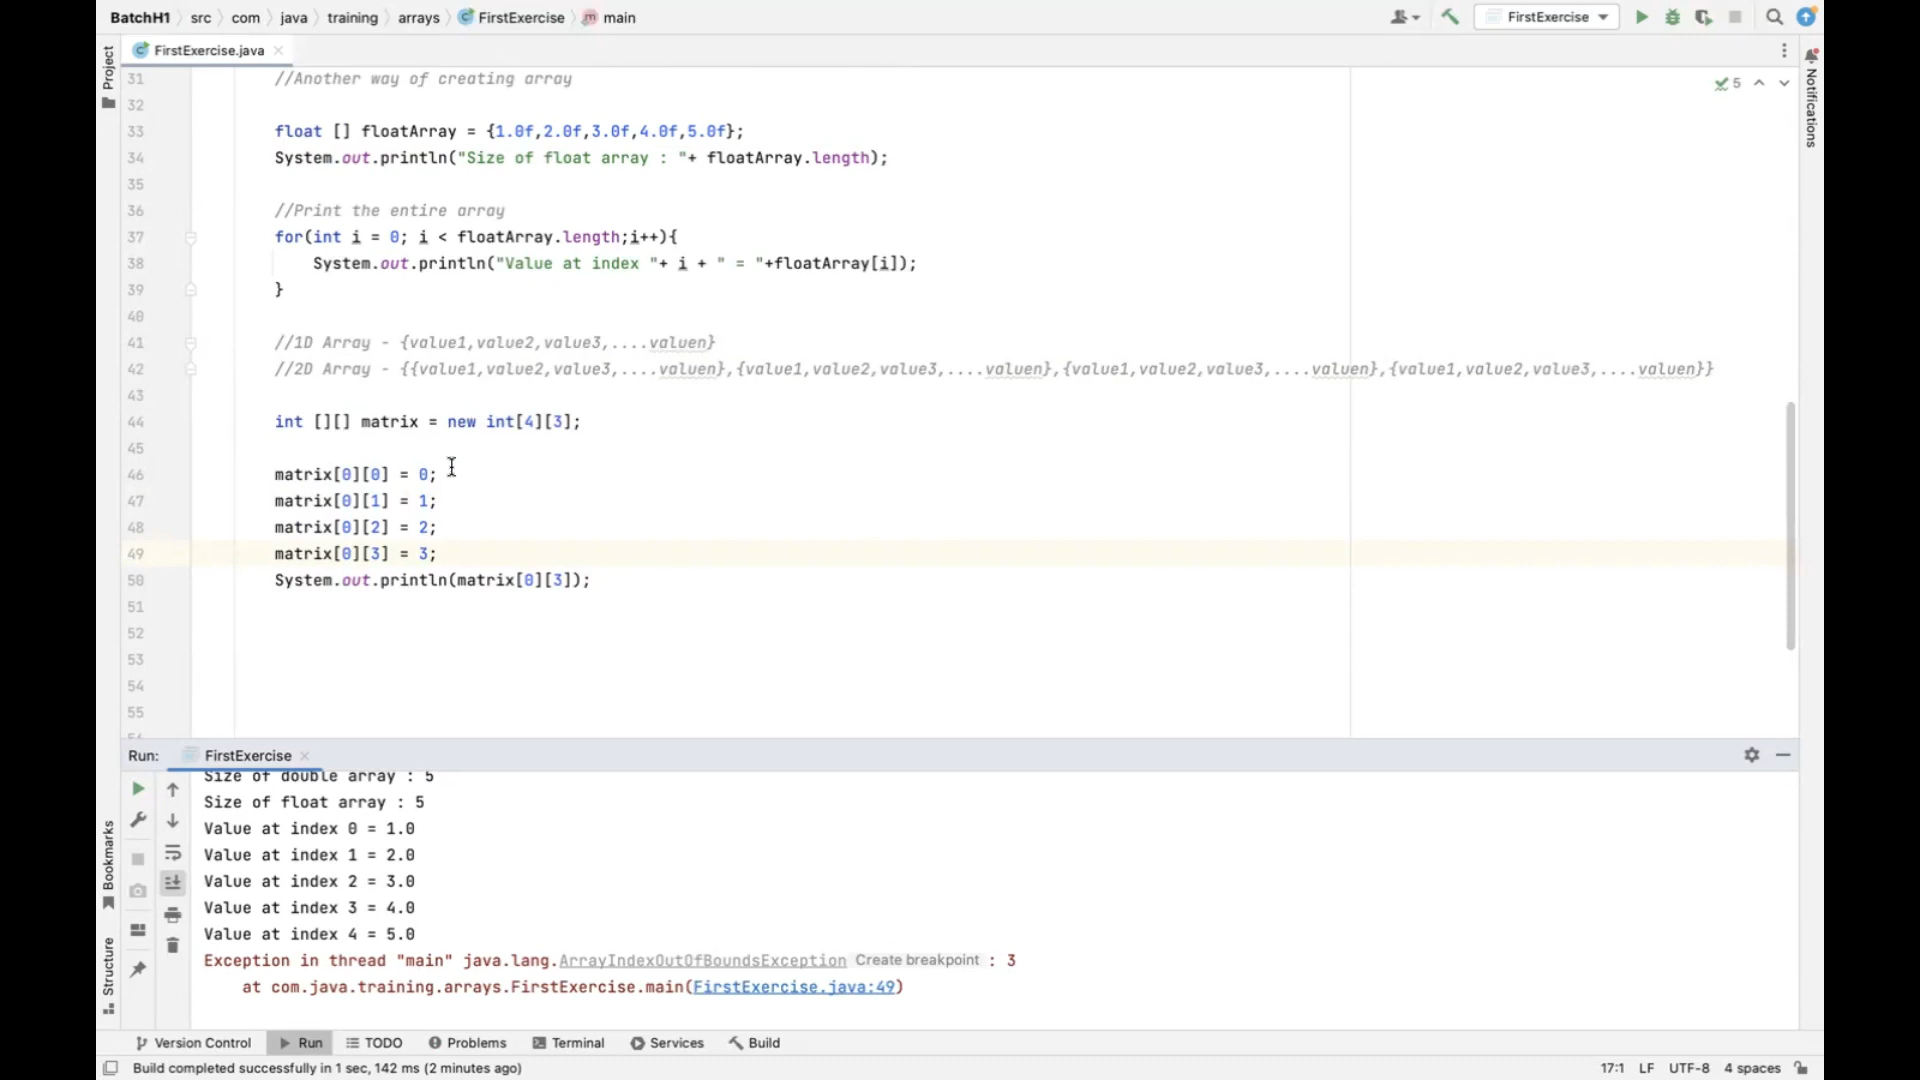 BatchH1 src com java training arrays FirstExercise main FirstExercise
FirstExercise.java
Project
Notifications
Bookmarks
Structure
5
31 //Another way of creating array
32
33 float [] floatArray = {1.0f,2.0f,3.0f,4.0f,5.0f};
34 System.out.println("Size of float array : "+ floatArray.length);
35
36 //Print the entire array
37 for(int i = 0; i < floatArray.length;i++){
38 System.out.println("Value at index "+ i + " = "+floatArray[i]);
39 }
40
41 //1D Array - {value1,value2,value3,....valuen}
42 //2D Array - {{value1,value2,value3,....valuen},{value1,value2,value3,....valuen},{value1,value2,value3,....valuen},{value1,value2,value3,....valuen}}
43
44 int [][] matrix = new int[4][3];
45
46 matrix[0][0] = 0;
47 matrix[0][1] = 1;
48 matrix[0][2] = 2;
49 matrix[0][3] = 3;
50 System.out.println(matrix[0][3]);
51
52
53
54
55
Run: FirstExercise
Size of double array : 5
Size of float array : 5
Value at index 0 = 1.0
Value at index 1 = 2.0
Value at index 2 = 3.0
Value at index 3 = 4.0
Value at index 4 = 5.0
Exception in thread "main" java.lang.ArrayIndexOutOfBoundsException Create breakpoint : 3
at com.java.training.arrays.FirstExercise.main(FirstExercise.java:49)
Version Control Run TODO Problems Terminal Services Build
Build completed successfully in 1 sec, 142 ms (2 minutes ago) 17:1 LF UTF-8 4 spaces